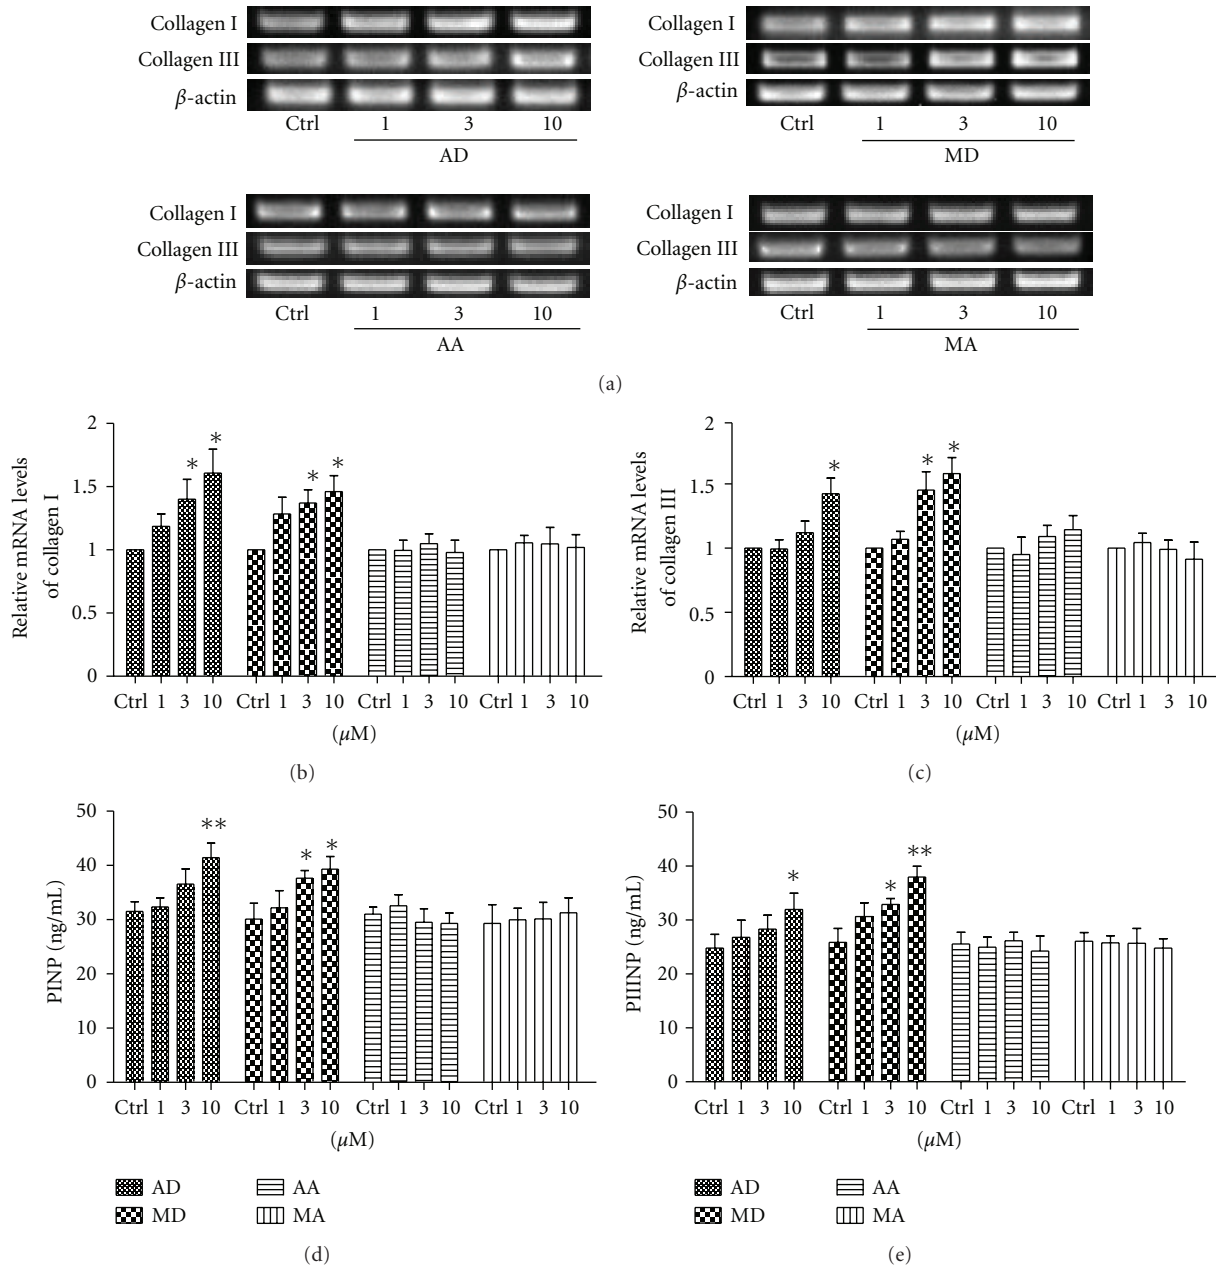 Collagen I
Collagen III
β-actin
Ctrl 1 3 10
AD
Collagen I
Collagen III
β-actin
Ctrl 1 3 10
MD
Collagen I
Collagen III
β-actin
Ctrl 1 3 10
AA
Collagen I
Collagen III
β-actin
Ctrl 1 3 10
MA
(a)
Relative mRNA levels
of collagen I
2
1.5
1
0.5
0
* * * *
Ctrl 1 3 10 Ctrl 1 3 10 Ctrl 1 3 10 Ctrl 1 3 10
(μM)
(b)
Relative mRNA levels
of collagen III
2
1.5
1
0.5
0
* * *
Ctrl 1 3 10 Ctrl 1 3 10 Ctrl 1 3 10 Ctrl 1 3 10
(μM)
(c)
PINP (ng/mL)
50
40
30
20
10
0
** * *
Ctrl 1 3 10 Ctrl 1 3 10 Ctrl 1 3 10 Ctrl 1 3 10
(μM)
AD AA
MD MA
(d)
PIIINP (ng/mL)
50
40
30
20
10
0
* * **
Ctrl 1 3 10 Ctrl 1 3 10 Ctrl 1 3 10 Ctrl 1 3 10
(μM)
AD AA
MD MA
(e)